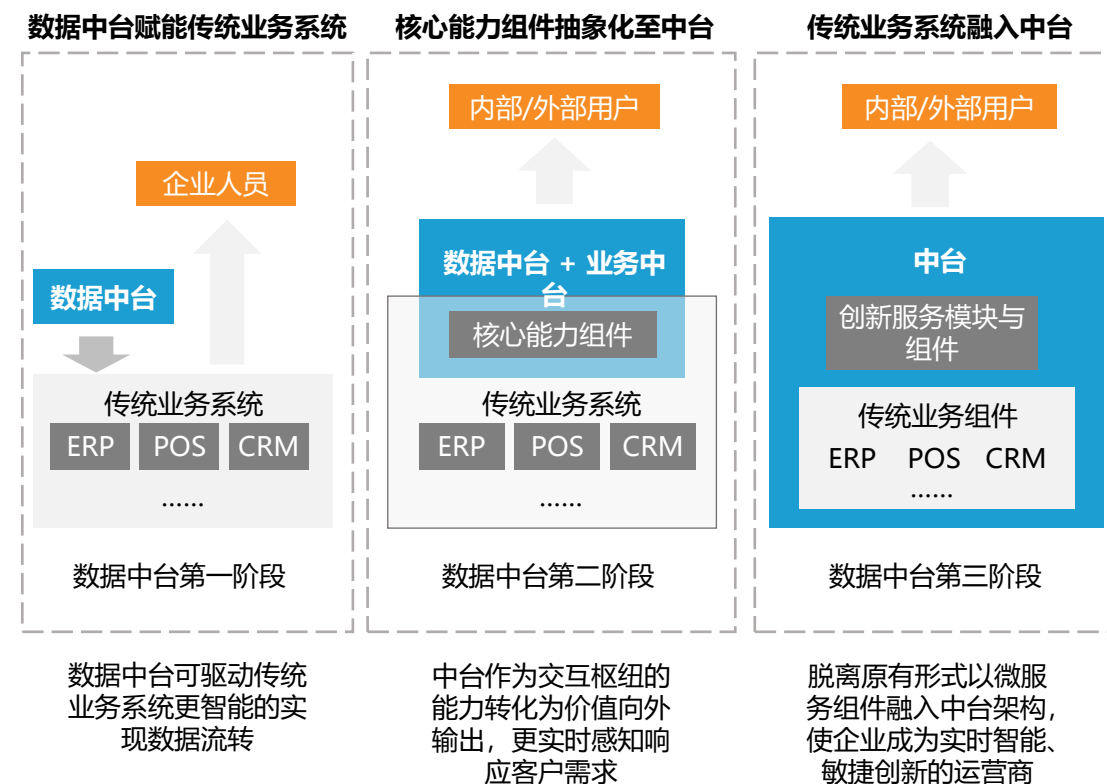 数据中台赋能传统业务系统
企业人员
数据中台
传统业务系统
ERP POS CRM
......
数据中台第一阶段
数据中台可驱动传统
业务系统更智能的实
现数据流转
核心能力组件抽象化至中台
内部/外部用户
数据中台 + 业务中
台
核心能力组件
传统业务系统
ERP POS CRM
......
数据中台第二阶段
中台作为交互枢纽的
能力转化为价值向外
输出，更实时感知响
应客户需求
传统业务系统融入中台
内部/外部用户
中台
创新服务模块与
组件
传统业务组件
ERP POS CRM
......
数据中台第三阶段
脱离原有形式以微服
务组件融入中台架构，
使企业成为实时智能、
敏捷创新的运营商